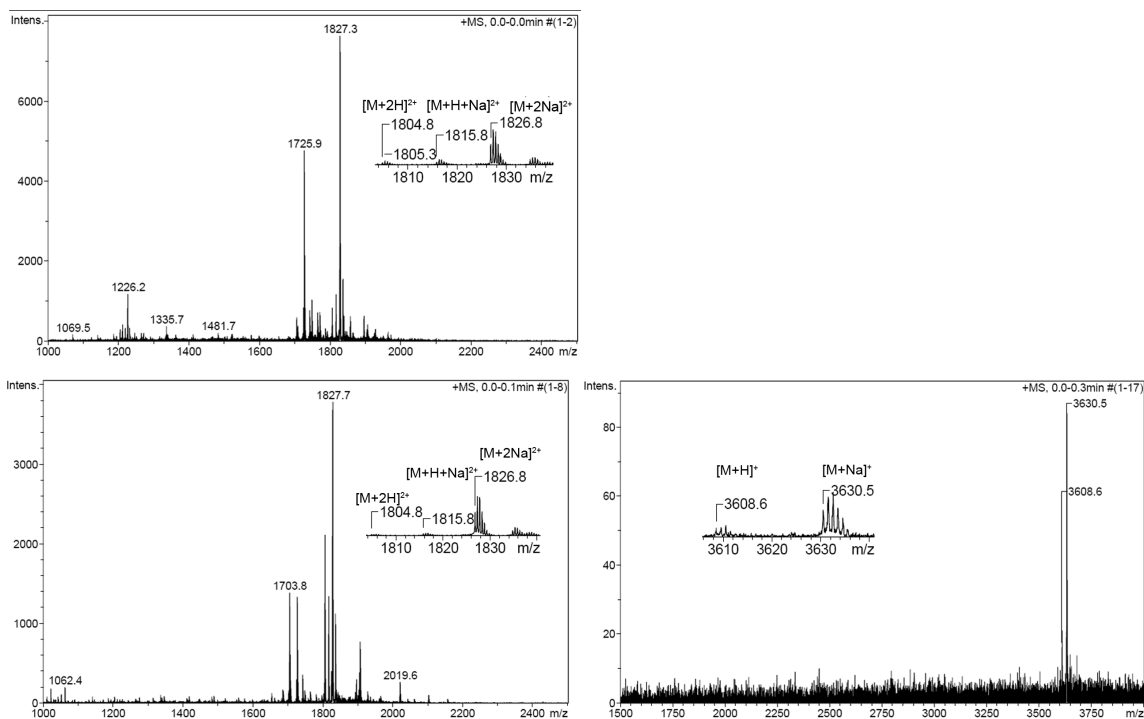 Intens.
+MS, 0.0-0.0min #(1-2)
1827.3
[M+2H]2+ [M+H+Na]2+ [M+2Na]2+
1804.8
1815.8
1826.8
1805.3
1725.9
1810 1820 1830 m/z
6000
4000
2000
0
1226.2
1069.5
1335.7
1481.7
1000 1200 1400 1600 1800 2000 2200 2400 m/z
Intens.
+MS, 0.0-0.1min #(1-8)
1827.7
[M+2Na]2+
[M+H+Na]2+
1826.8
[M+2H]2+
1804.8
1815.8
1810 1820 1830 m/z
3000
2000
1000
0
1703.8
1062.4
2019.6
1000 1200 1400 1600 1800 2000 2200 2400 m/z
Intens.
+MS, 0.0-0.3min #(1-17)
3630.5
3608.6
[M+H]+ [M+Na]+
3608.6
3630.5
3610 3620 3630 m/z
80
60
40
20
0
1500 1750 2000 2250 2500 2750 3000 3250 3500 3750 m/z